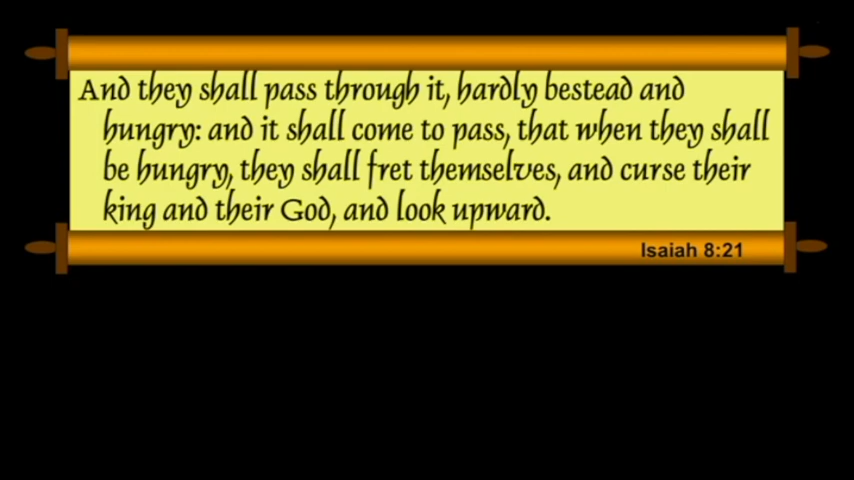 And they shall pass through it, hardly bestead and
hungry: and it shall come to pass, that when they shall
be hungry, they shall fret themselves, and curse their
king and their God, and look upward.
Isaiah 8:21